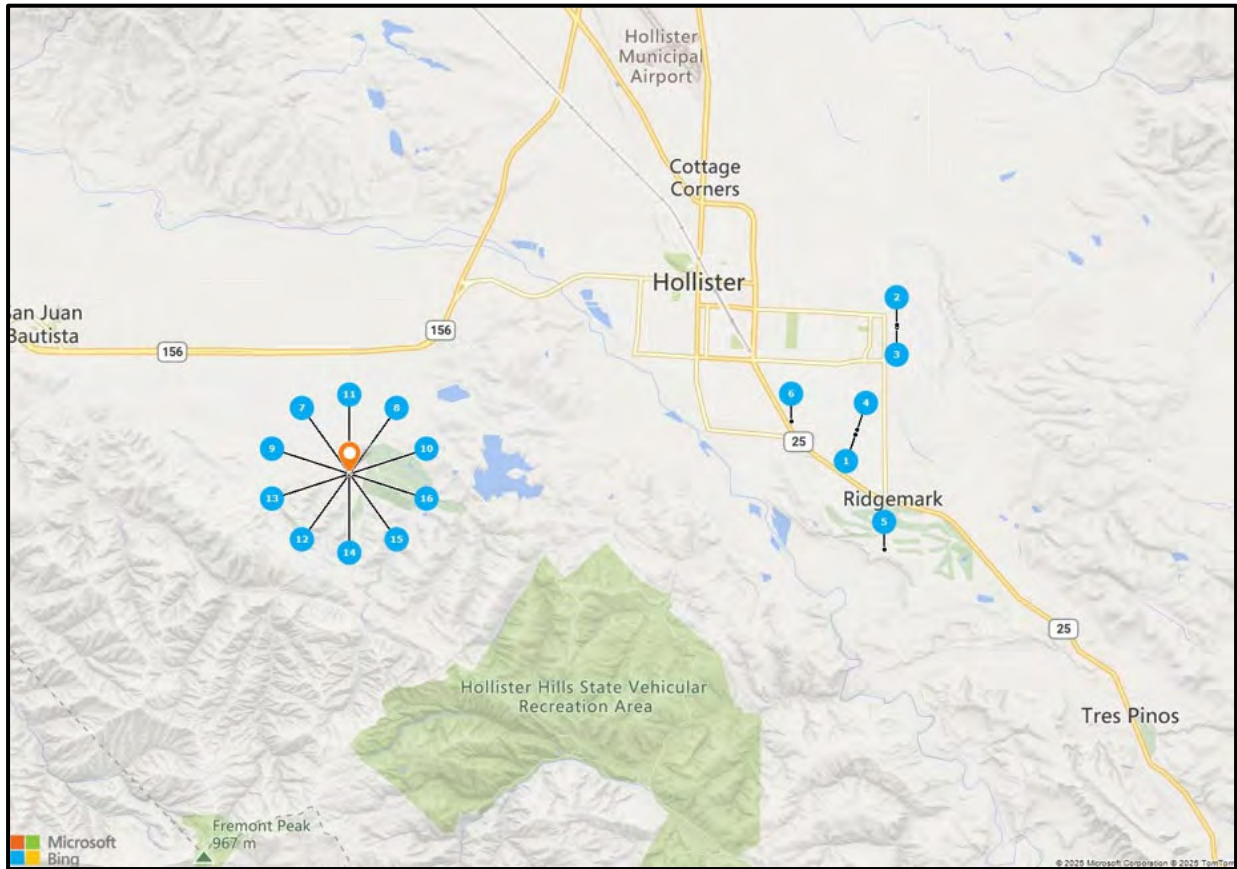 Hollister
Municipal
Airport
Cottage
Corners
Hollister
2
San Juan
Bautista
156
156
3
11
7
8
6
4
9
10
25
1
13
16
Ridgemark
5
12
14
15
25
Hollister Hills State Vehicular
Recreation Area
Tres Pinos
Fremont Peak
967 m
Microsoft
Bing
© 2025 Microsoft Corporation © 2025 TomTom